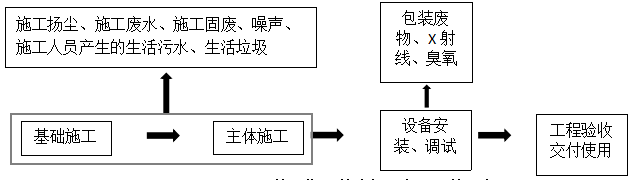 施工扬尘、施工废水、施工固废、噪声、
施工人员产生的生活污水、生活垃圾
包装废
物、X射
线、臭氧
基础施工
主体施工
设备安
装、调试
工程验收
交付使用